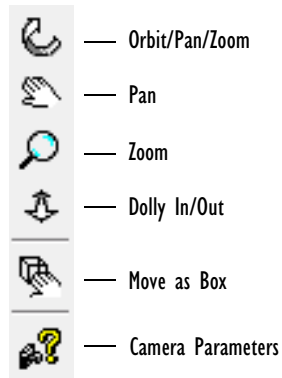 Orbit/Pan/Zoom
Pan
Zoom
Dolly In/Out
Move as Box
Camera Parameters